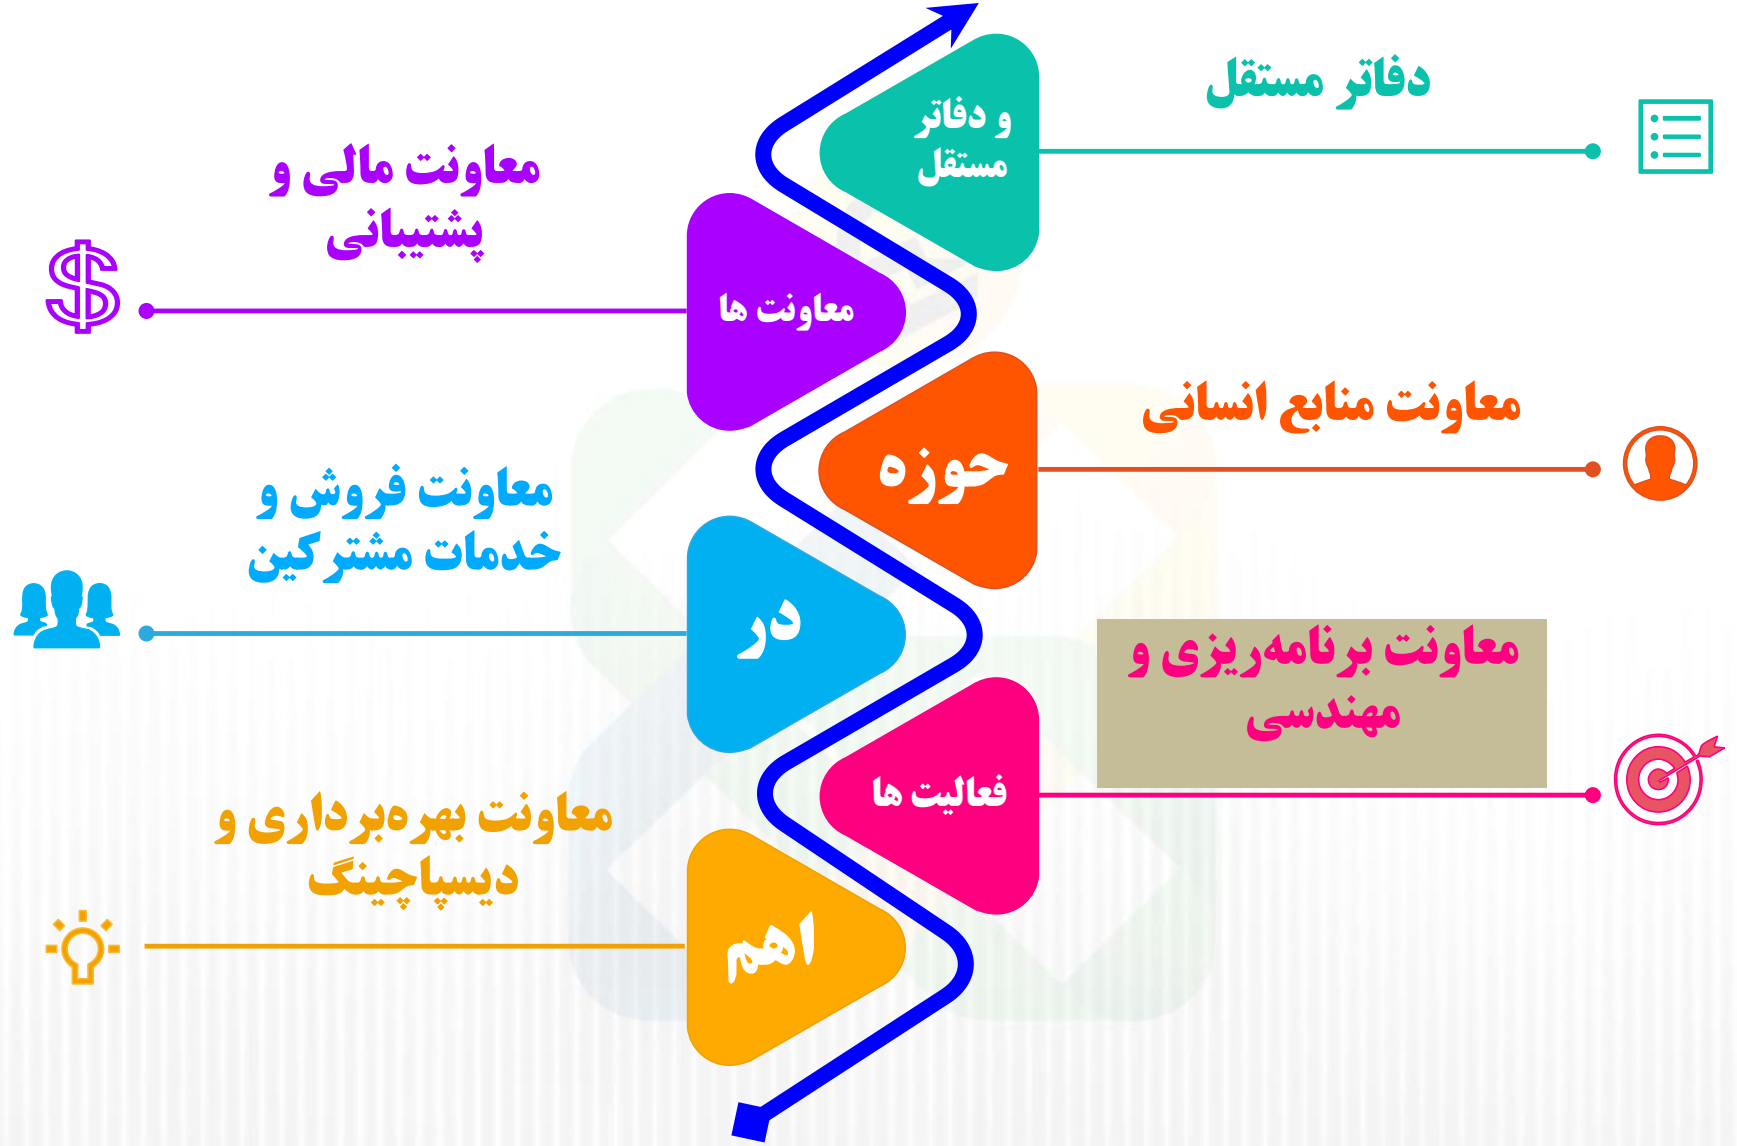 دفاتر مستقل
و دفاتر
مستقل
معاونت مالی و
پشتیبانی
معاونت ها
معاونت منابع انسانی
حوزه
معاونت فروش و
خدمات مشترکین
در
معاونت برنامه‌ریزی و
مهندسی
فعالیت ها
معاونت بهره‌برداری و
دیسپاچینگ
اهم